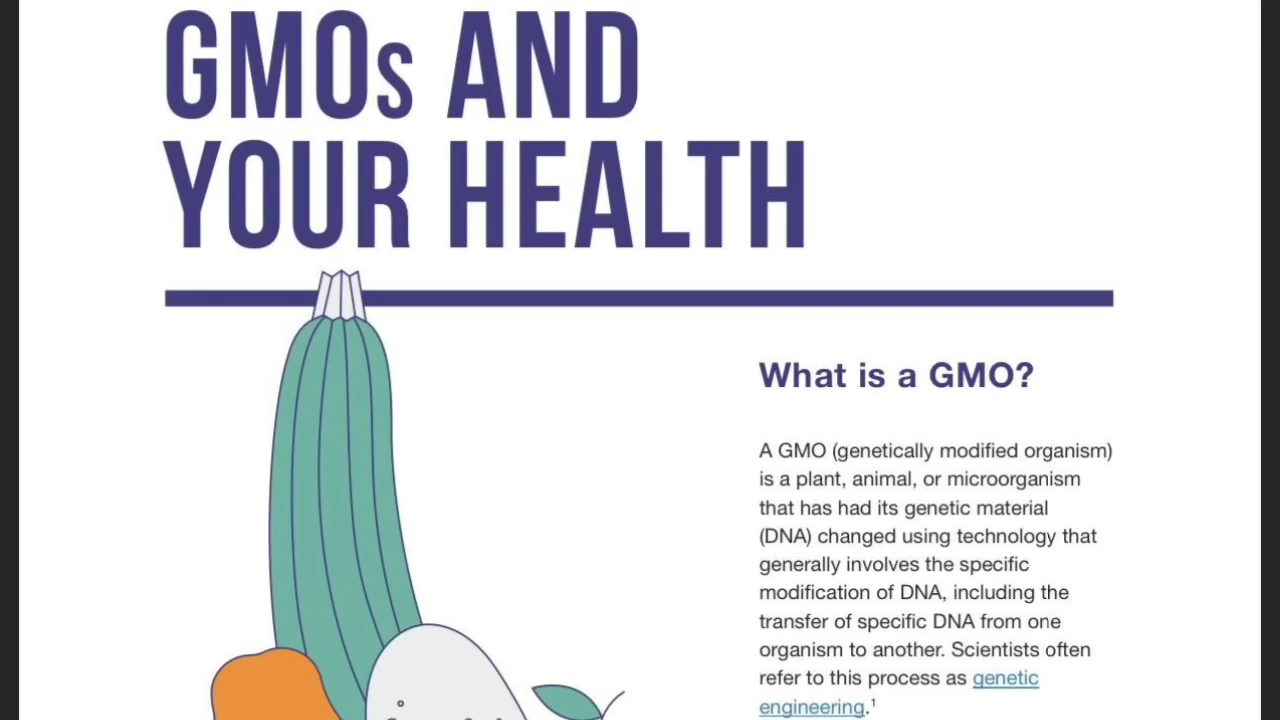 GMOs AND
YOUR HEALTH
What is a GMO?
A GMO (genetically modified organism)
is a plant, animal, or microorganism
that has had its genetic material
(DNA) changed using technology that
generally involves the specific
modification of DNA, including the
transfer of specific DNA from one
organism to another. Scientists often
refer to this process as genetic
engineering.¹